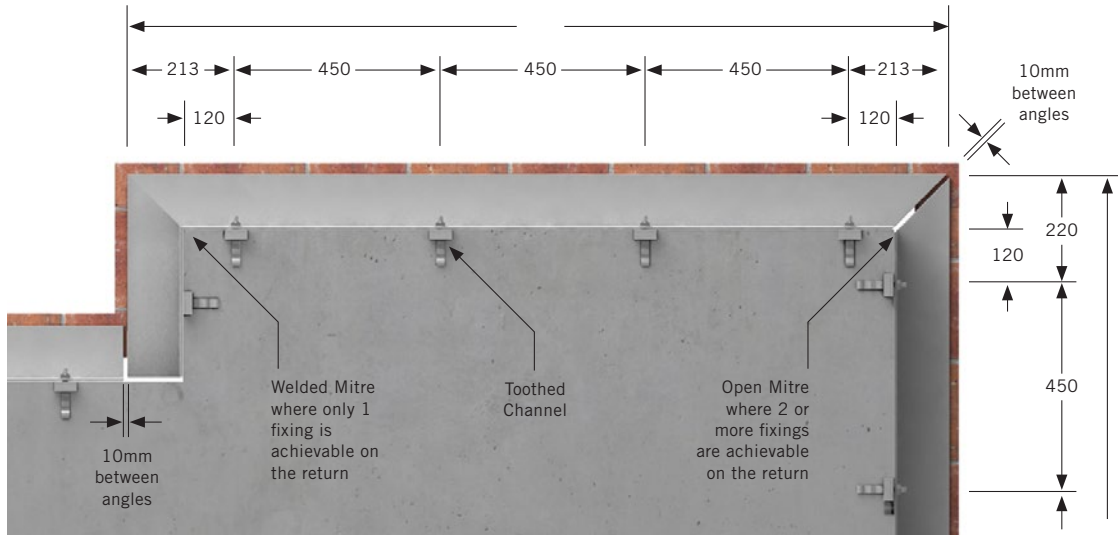 213
450
450
450
213
120
120
10mm
between
angles
220
120
450
Welded Mitre
where only 1
fixing is
achievable on
the return
Toothed
Channel
Open Mitre
where 2 or
more fixings
are achievable
on the return
10mm
between
angles